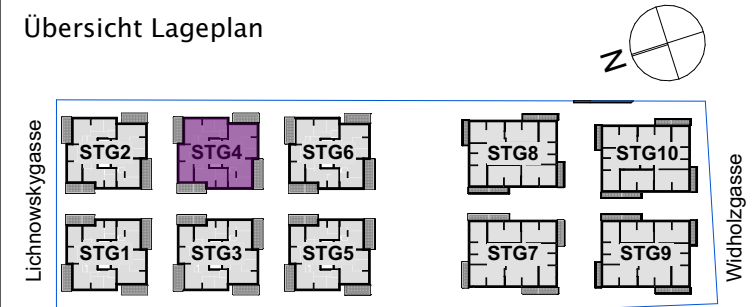 Übersicht Lageplan
N
Lichnowskygasse
STG2 STG4 STG6 STG8 STG10
STG1 STG3 STG5 STG7 STG9
Widholzgasse